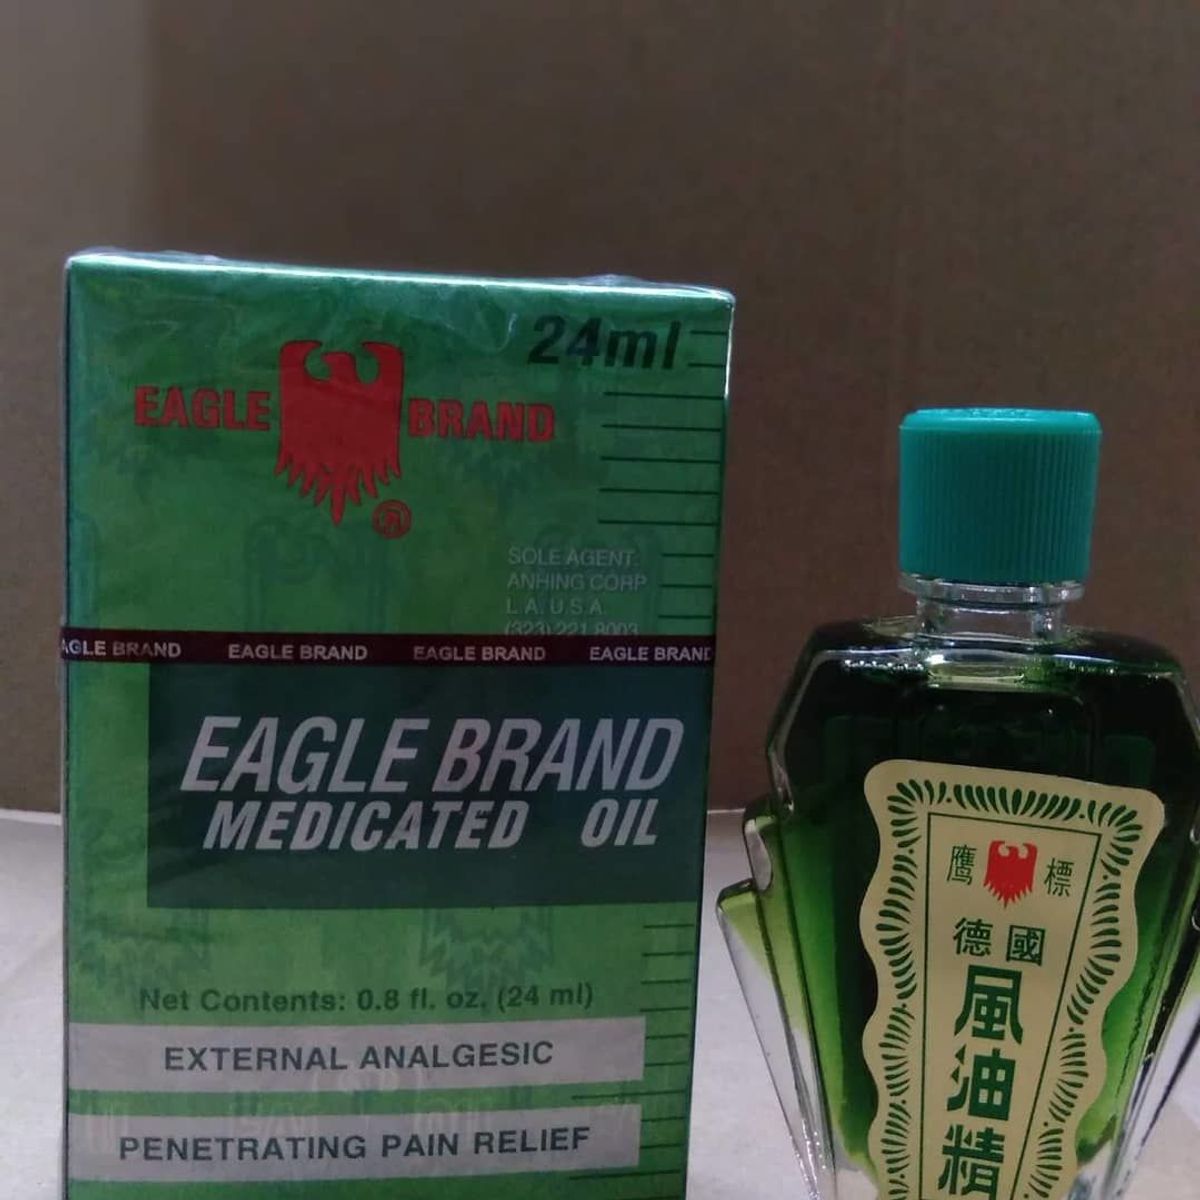 24ml
EAGLE BRAND
®
SOLE AGENT:
ANHING CORP
L.A. U.S.A.
(323) 221 8003
EAGLE BRAND EAGLE BRAND EAGLE BRAND EAGLE BRAND
EAGLE BRAND
MEDICATED OIL
Net Contents: 0.8 fl. oz. (24 ml)
EXTERNAL ANALGESIC
PENETRATING PAIN RELIEF
鹰標
德國
風油精